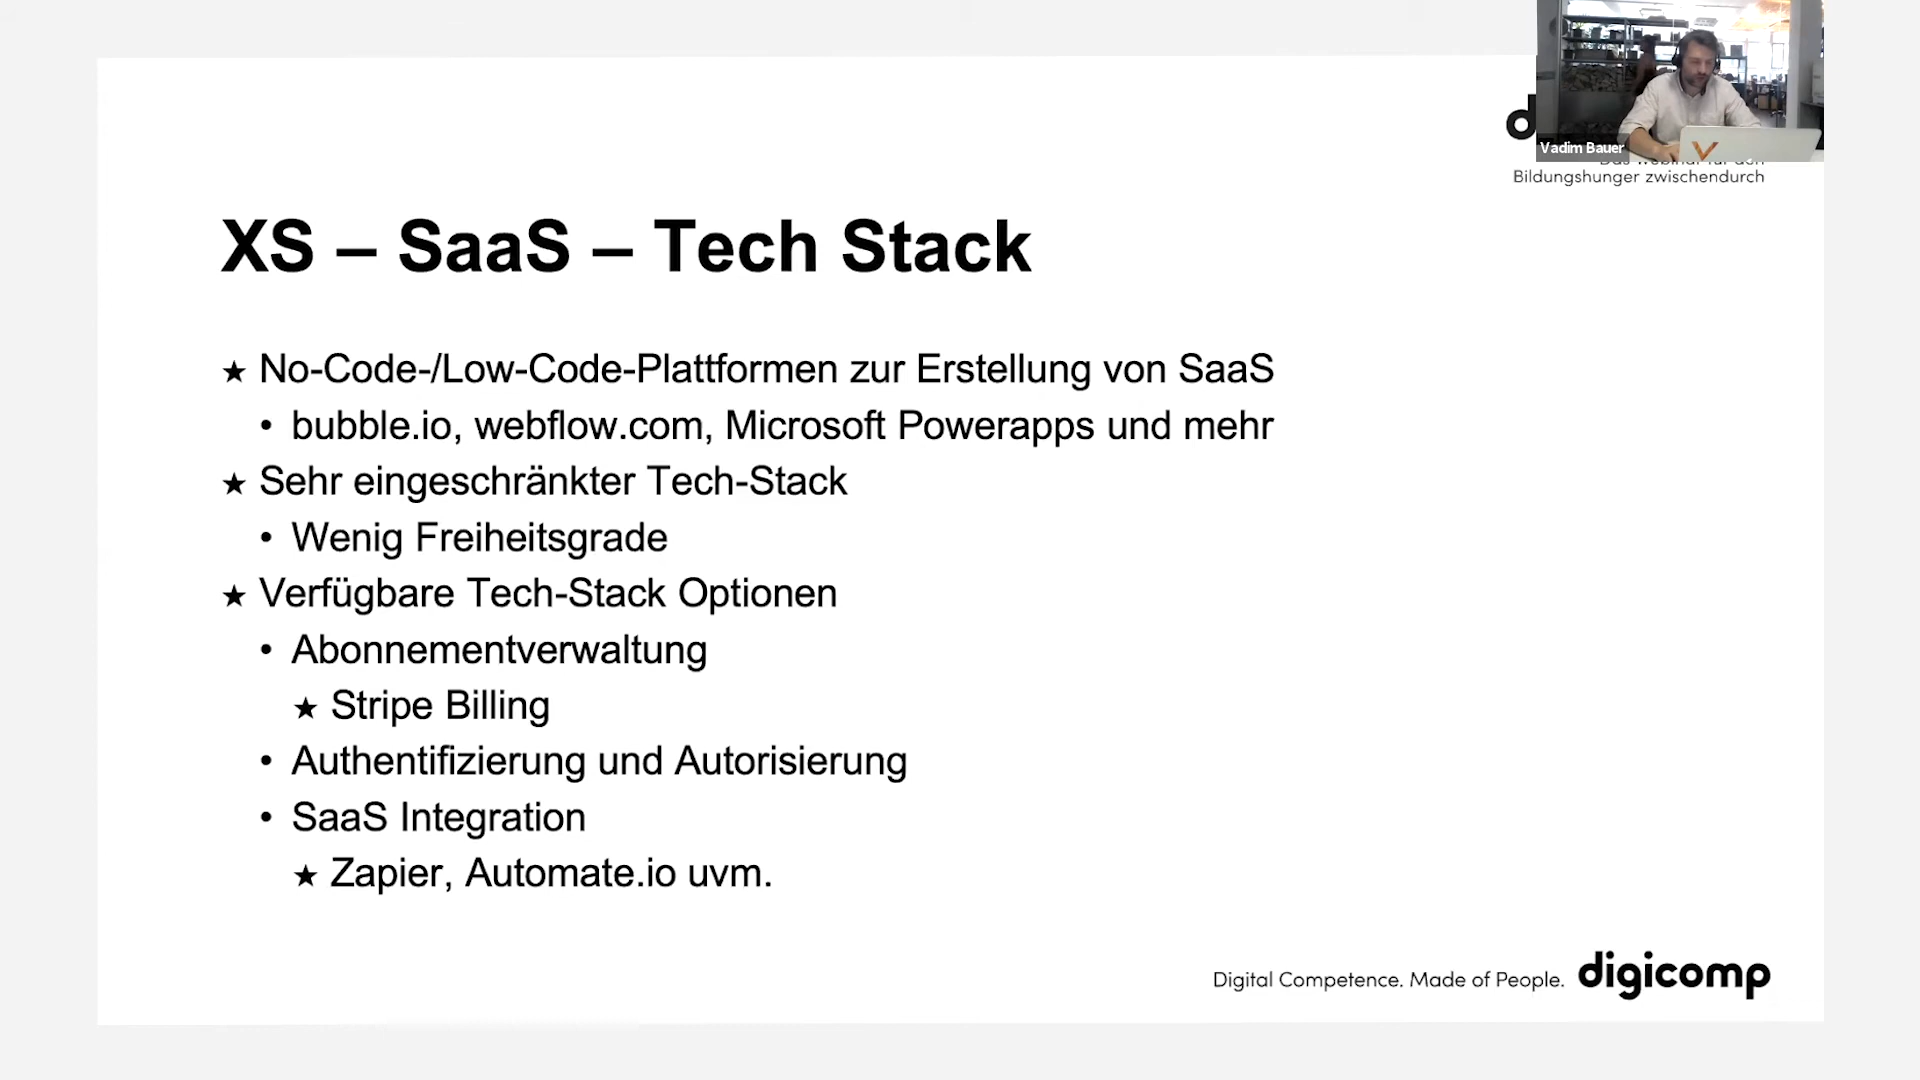 Vadim Bauer
Bildungshunger zwischendurch
XS – SaaS – Tech Stack
★ No-Code-/Low-Code-Plattformen zur Erstellung von SaaS
• bubble.io, webflow.com, Microsoft Powerapps und mehr
★ Sehr eingeschränkter Tech-Stack
• Wenig Freiheitsgrade
★ Verfügbare Tech-Stack Optionen
• Abonnementverwaltung
★ Stripe Billing
• Authentifizierung und Autorisierung
• SaaS Integration
★ Zapier, Automate.io uvm.
Digital Competence. Made of People. digicomp